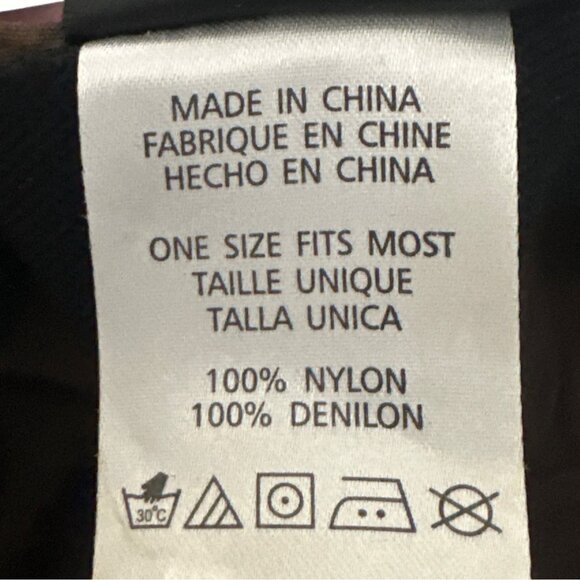 MADE IN CHINA
FABRIQUE EN CHINE
HECHO EN CHINA
ONE SIZE FITS MOST
TAILLE UNIQUE
TALLA UNICA
100% NYLON
100% DENILON
30°C